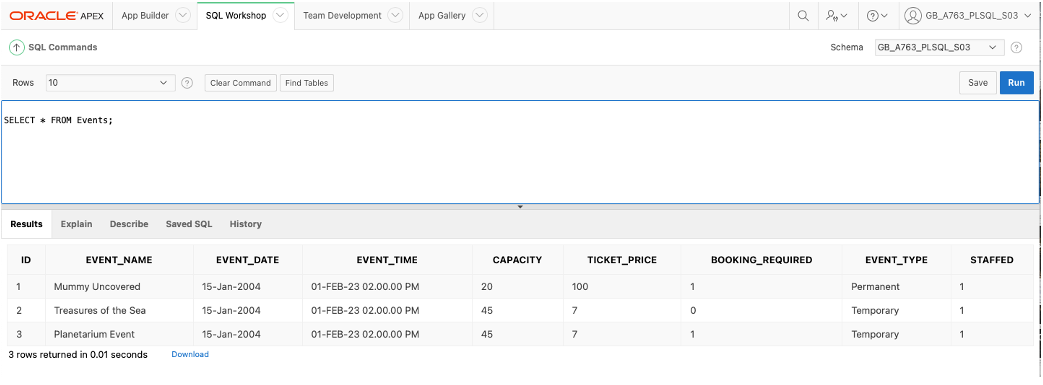 ORACLE APEX App Builder SQL Workshop Team Development App Gallery GB_A763_PLSQL_S03
SQL Commands Schema GB_A763_PLSQL_S03
Rows 10 Clear Command Find Tables Save Run
SELECT * FROM Events;
Results Explain Describe Saved SQL History
ID EVENT_NAME EVENT_DATE EVENT_TIME CAPACITY TICKET_PRICE BOOKING_REQUIRED EVENT_TYPE STAFFED
1 Mummy Uncovered 15-Jan-2004 01-FEB-23 02.00.00 PM 20 100 1 Permanent 1
2 Treasures of the Sea 15-Jan-2004 01-FEB-23 02.00.00 PM 45 7 0 Temporary 1
3 Planetarium Event 15-Jan-2004 01-FEB-23 02.00.00 PM 45 7 1 Temporary 1
3 rows returned in 0.01 seconds Download